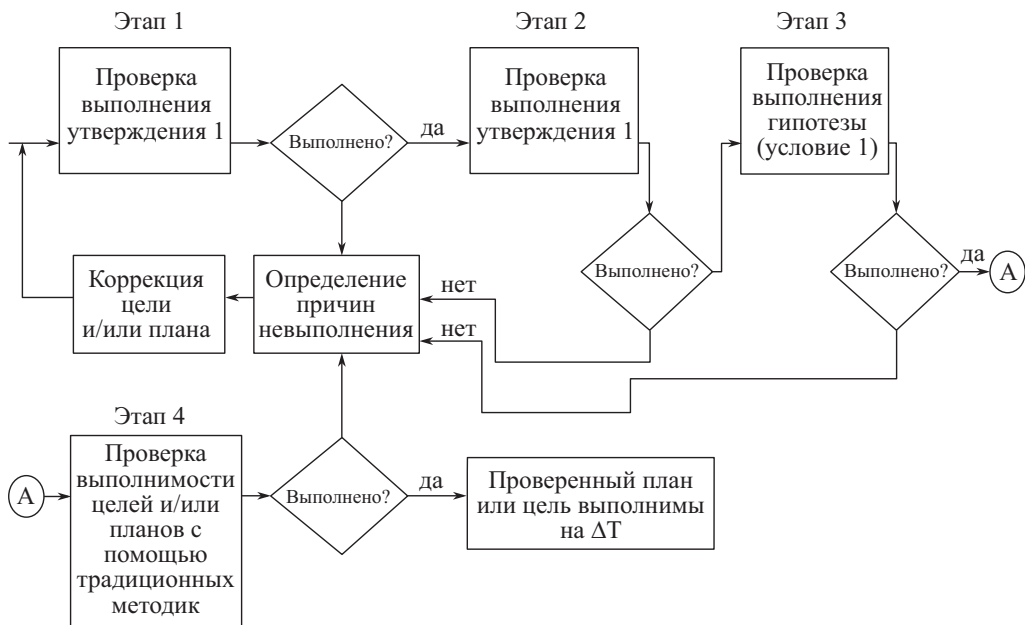 Этап 1
Проверка
выполнения
утверждения 1
Выполнено?
да
Этап 2
Проверка
выполнения
утверждения 1
Выполнено?
Этап 3
Проверка
выполнения
гипотезы
(условие 1)
Выполнено?
да
А
Коррекция
цели
и/или плана
Определение
причин
невыполнения
нет
нет
Этап 4
А
Проверка
выполнимости
целей и/или
планов с
помощью
традиционных
методик
Выполнено?
да
Проверенный план
или цель выполнимы
на ΔТ